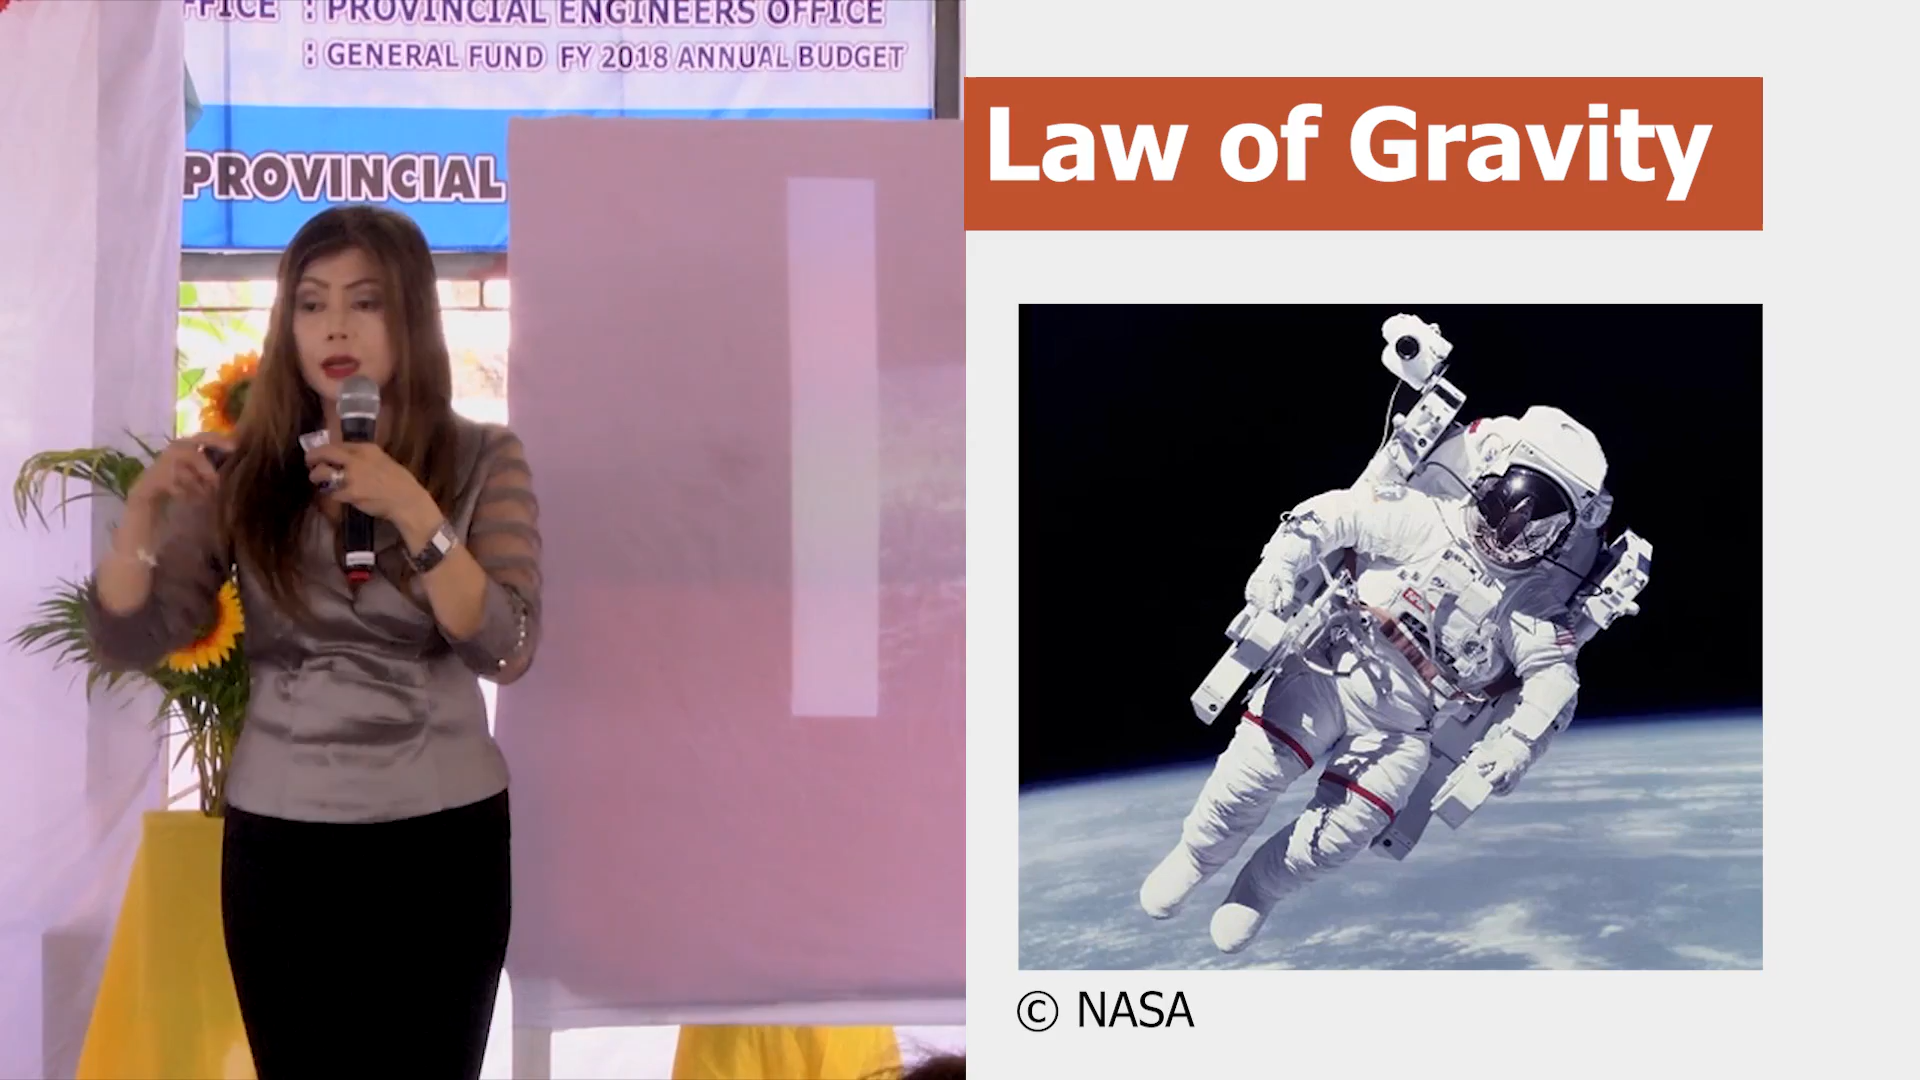 FFICE : PROVINCIAL ENGINEERS OFFICE
: GENERAL FUND FY 2018 ANNUAL BUDGET
PROVINCIAL
Law of Gravity
© NASA